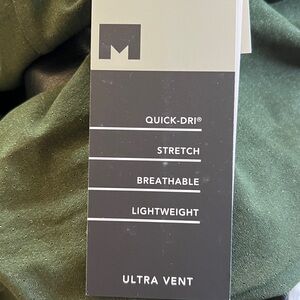 M
QUICK-DRI®
STRETCH
BREATHABLE
LIGHTWEIGHT
ULTRA VENT